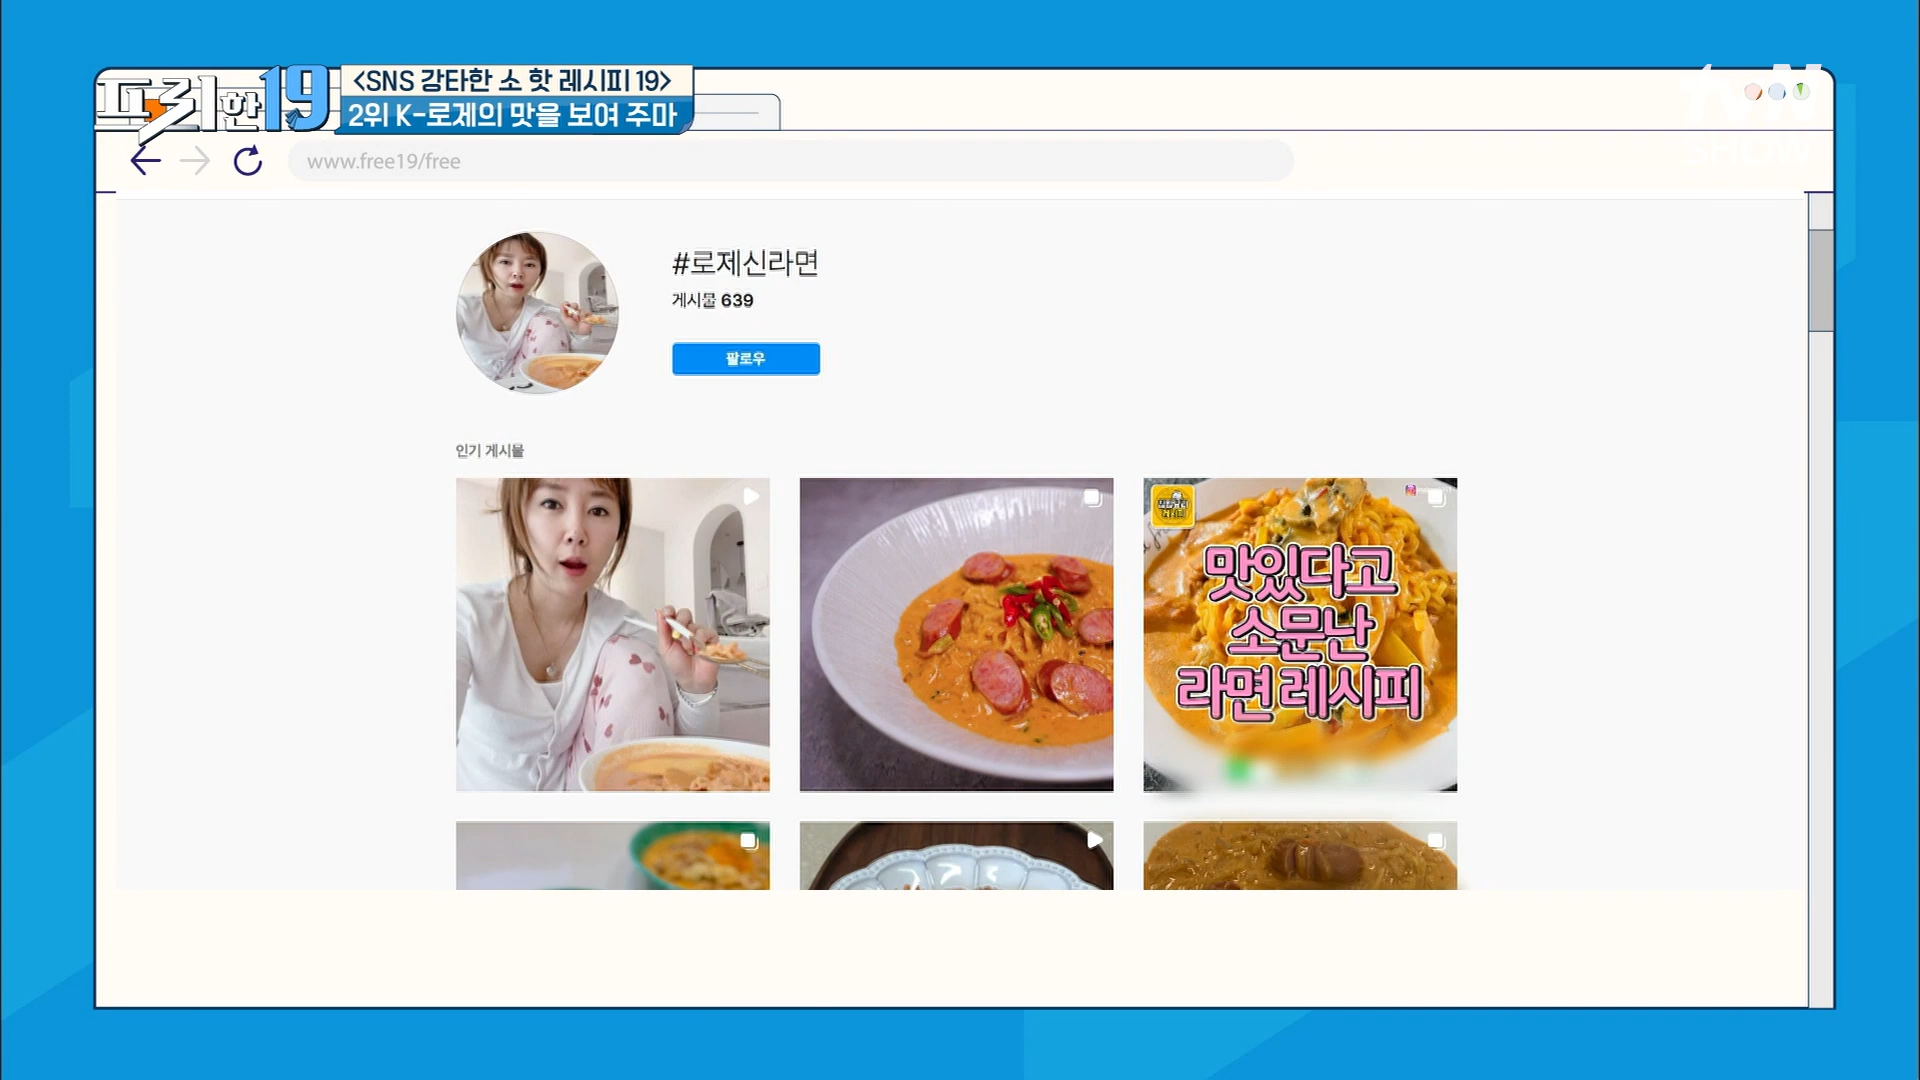 프리한19
<SNS 강타한 소 핫 레시피 19>
2위 K-로제의 맛을 보여 주마
tvN
SHOW
www.free19/free
#로제신라면
게시물 639
팔로우
인기 게시물
맛있다고
소문난
라면 레시피